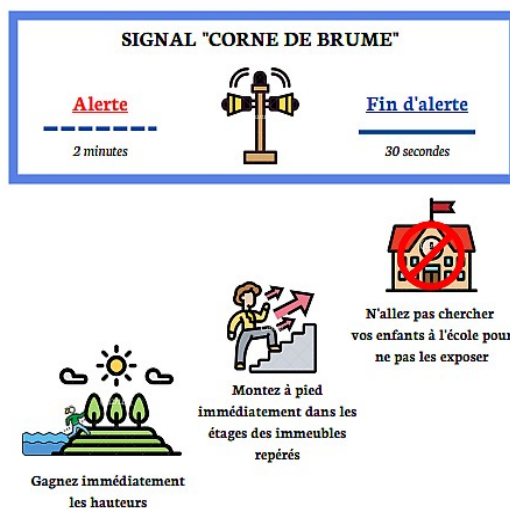 SIGNAL "CORNE DE BRUME"
Alerte
2 minutes
Fin d'alerte
30 secondes
N'allez pas chercher
vos enfants à l'école pour
ne pas les exposer
Montez à pied
immédiatement dans les
étages des immeubles
repérés
Gagnez immédiatement
les hauteurs